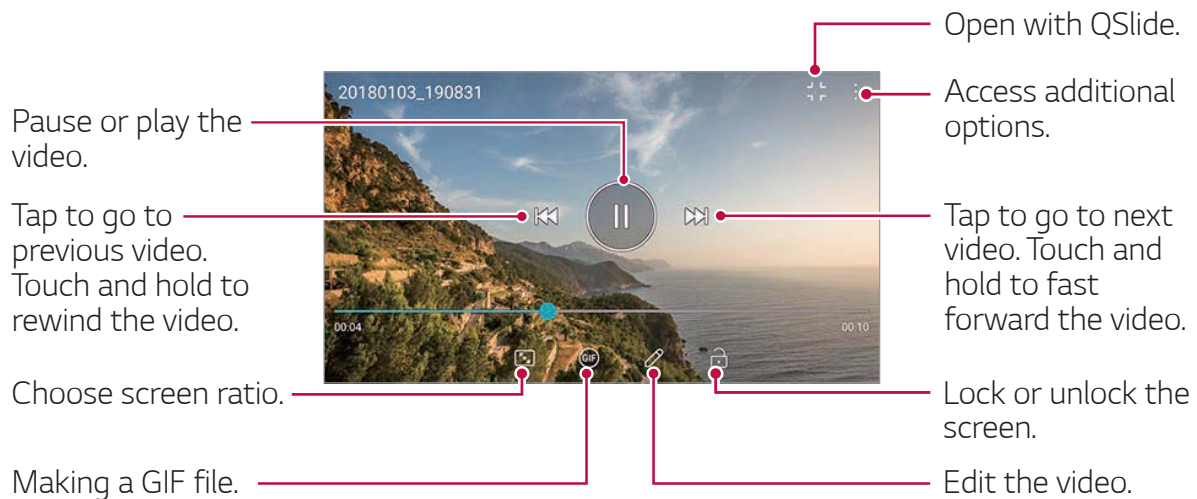 Open with QSlide.
20180103_190831
Access additional
options.
Pause or play the
video.
Tap to go to
previous video.
Touch and hold to
rewind the video.
Tap to go to next
video. Touch and
hold to fast
forward the video.
00:04
00:10
GIF
Choose screen ratio.
Lock or unlock the
screen.
Making a GIF file.
Edit the video.